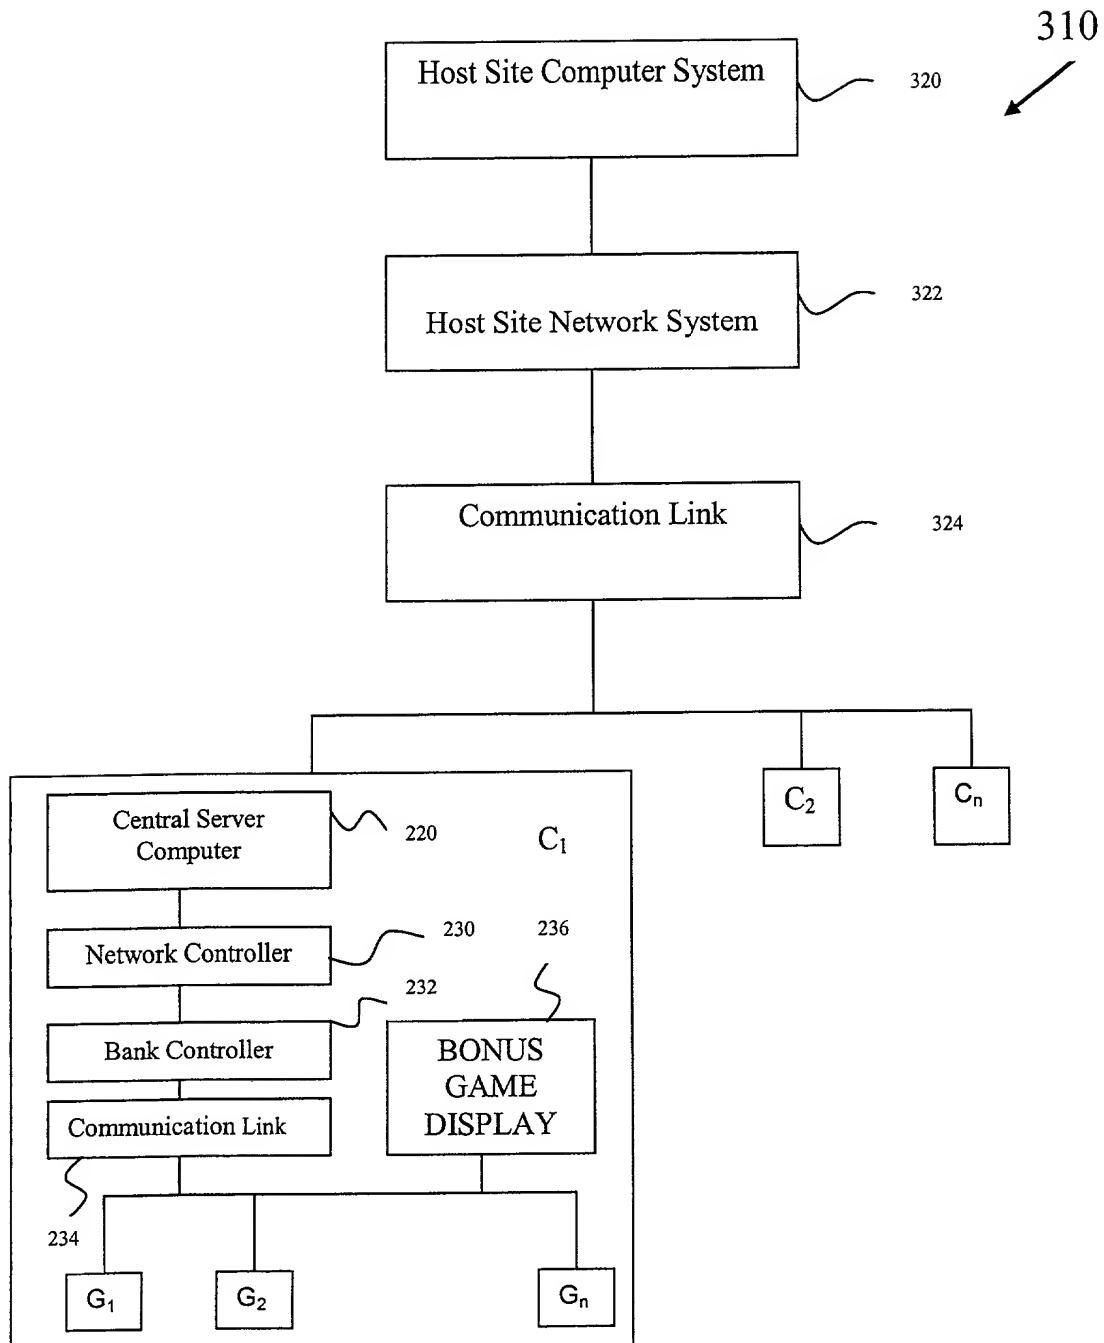 310
Host Site Computer System
320
Host Site Network System
322
Communication Link
324
C₂
Cₙ
Central Server
Computer
220
C₁
Network Controller
230
236
232
Bank Controller
BONUS
GAME
DISPLAY
Communication Link
234
G₁
G₂
Gₙ